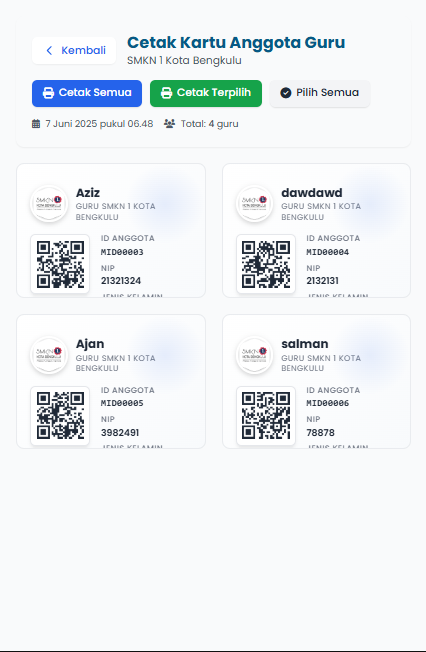 Kembali
Cetak Kartu Anggota Guru
SMKN 1 Kota Bengkulu
Cetak Semua
Cetak Terpilih
Pilih Semua
7 Juni 2025 pukul 06.48
Total: 4 guru
Aziz
GURU SMKN 1 KOTA
BENGKULU
ID ANGGOTA
MID00003
NIP
21321324
JENIS KELAMIN
dawdawd
GURU SMKN 1 KOTA
BENGKULU
ID ANGGOTA
MID00004
NIP
2132131
JENIS KELAMIN
Ajan
GURU SMKN 1 KOTA
BENGKULU
ID ANGGOTA
MID00005
NIP
3982491
JENIS KELAMIN
salman
GURU SMKN 1 KOTA
BENGKULU
ID ANGGOTA
MID00006
NIP
78878
JENIS KELAMIN